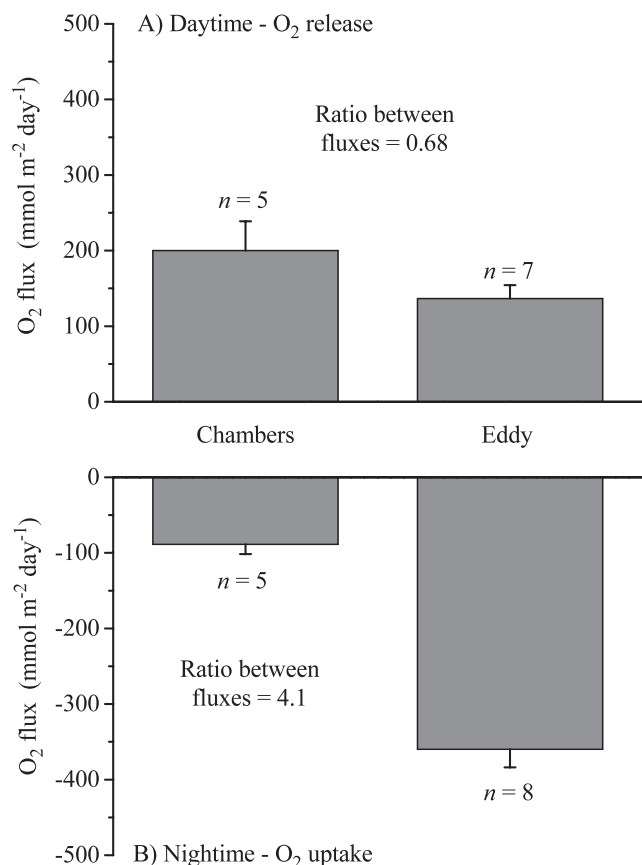 A) Daytime - O₂ release
500
400
300
200
100
0
O₂ flux (mmol m⁻² day⁻¹)
Ratio between
fluxes = 0.68
n = 5
n = 7
Chambers
Eddy
0
-100
-200
-300
-400
-500
O₂ flux (mmol m⁻² day⁻¹)
n = 5
Ratio between
fluxes = 4.1
n = 8
B) Nightime - O₂ uptake